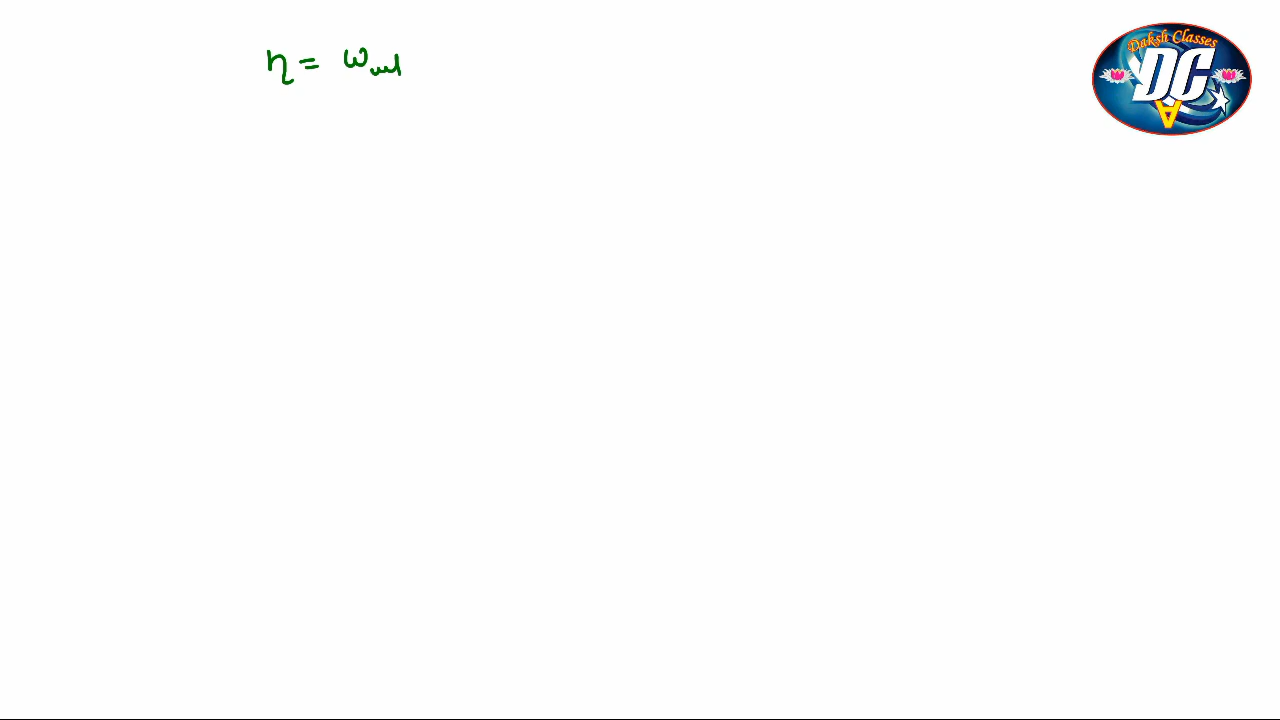 η = ω
Daksh Classes
DC